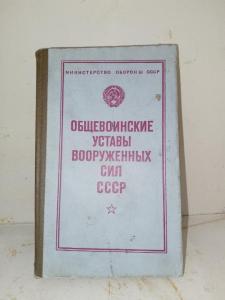 МИНИСТЕРСТВО ОБОРОНЫ СССР
ОБЩЕВОИНСКИЕ
УСТАВЫ
ВООРУЖЕННЫХ
СИЛ
СССР